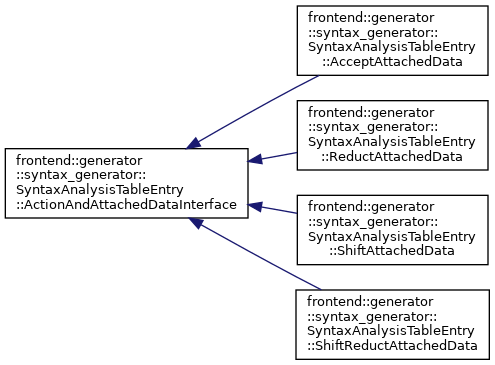 frontend::generator
::syntax_generator::
SyntaxAnalysisTableEntry
::AcceptAttachedData
frontend::generator
::syntax_generator::
SyntaxAnalysisTableEntry
::ReductAttachedData
frontend::generator
::syntax_generator::
SyntaxAnalysisTableEntry
::ActionAndAttachedDataInterface
frontend::generator
::syntax_generator::
SyntaxAnalysisTableEntry
::ShiftAttachedData
frontend::generator
::syntax_generator::
SyntaxAnalysisTableEntry
::ShiftReductAttachedData